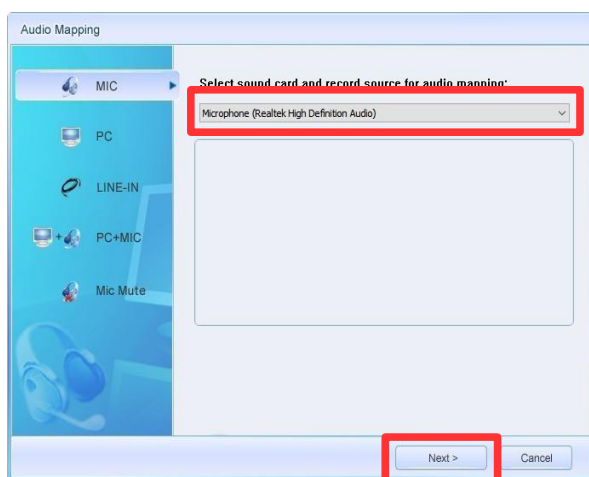 Audio Mapping
MIC
PC
LINE-IN
PC+MIC
Mic Mute
Select sound card and record source for audio mapping:
Microphone (Realtek High Definition Audio)
Next >
Cancel